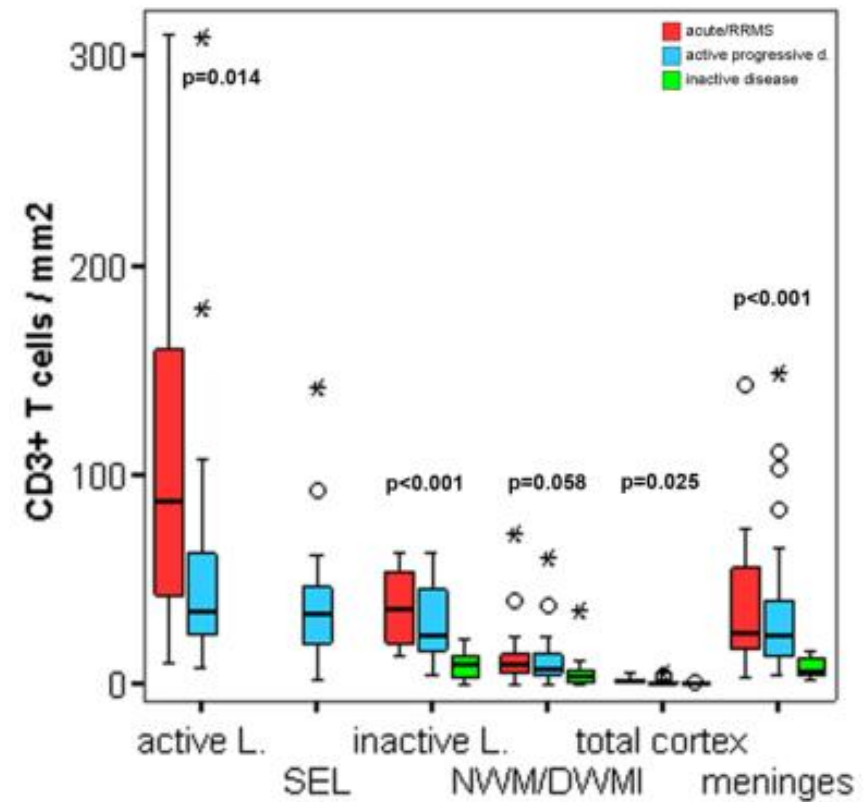 acute/RRMS
active progressive d.
inactive disease
300
200
100
0
CD3+ T cells / mm2
p=0.014
p<0.001
p<0.001
p=0.058
p=0.025
active L.
inactive L.
total cortex
SEL
NWM/DWMI
meninges